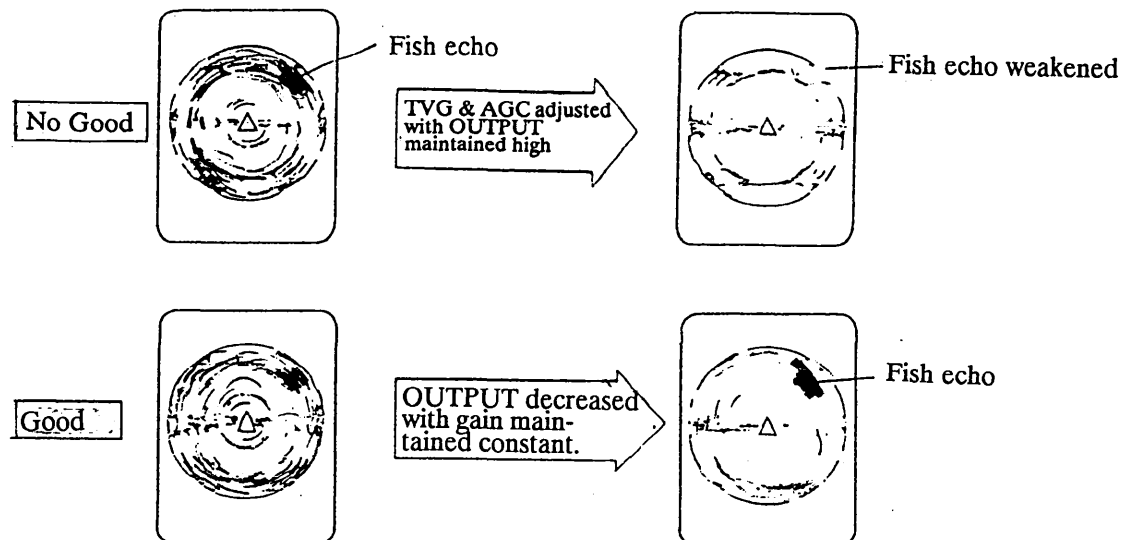 Fish echo
Fish echo weakened
No Good
TVG & AGC adjusted
with OUTPUT
maintained high
Good
OUTPUT decreased
with gain main-
tained constant.
Fish echo